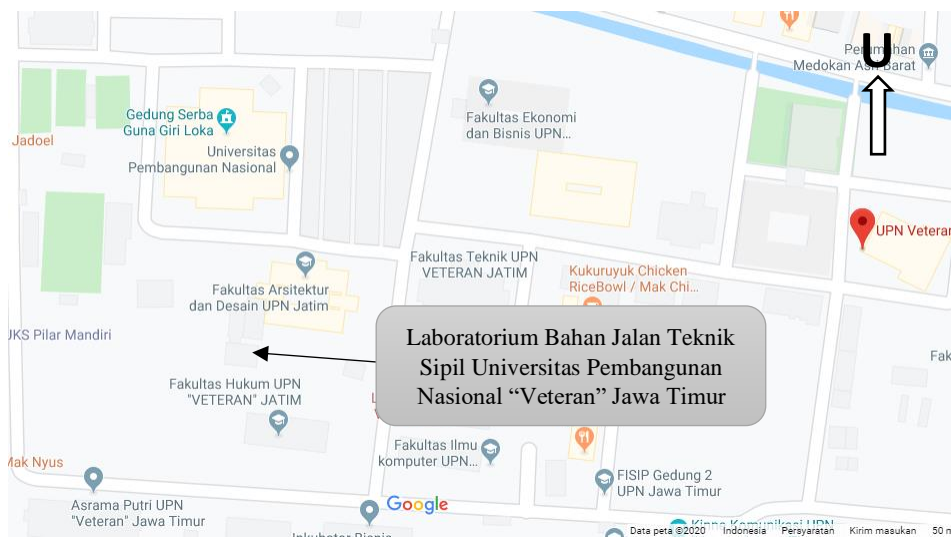 Perumahan
Medokan Asri Barat
U
Gedung Serba
Guna Giri Loka
Fakultas Ekonomi
dan Bisnis UPN...
Jadoel
Universitas
Pembangunan Nasional
UPN Veteran
Fakultas Teknik UPN
VETERAN JATIM
Kukuruyuk Chicken
RiceBowl / Mak Chi...
Fakultas Arsitektur
dan Desain UPN Jatim
JKS Pilar Mandiri
Laboratorium Bahan Jalan Teknik
Sipil Universitas Pembangunan
Nasional “Veteran” Jawa Timur
Fak
Fakultas Hukum UPN
"VETERAN" JATIM
Fakultas Ilmu
komputer UPN...
Mak Nyus
FISIP Gedung 2
UPN Jawa Timur
Asrama Putri UPN
"Veteran" Jawa Timur
Google
Inkubator Bisnis
Data peta ©2020 Indonesia Persyaratan Kirim masukan 50 m